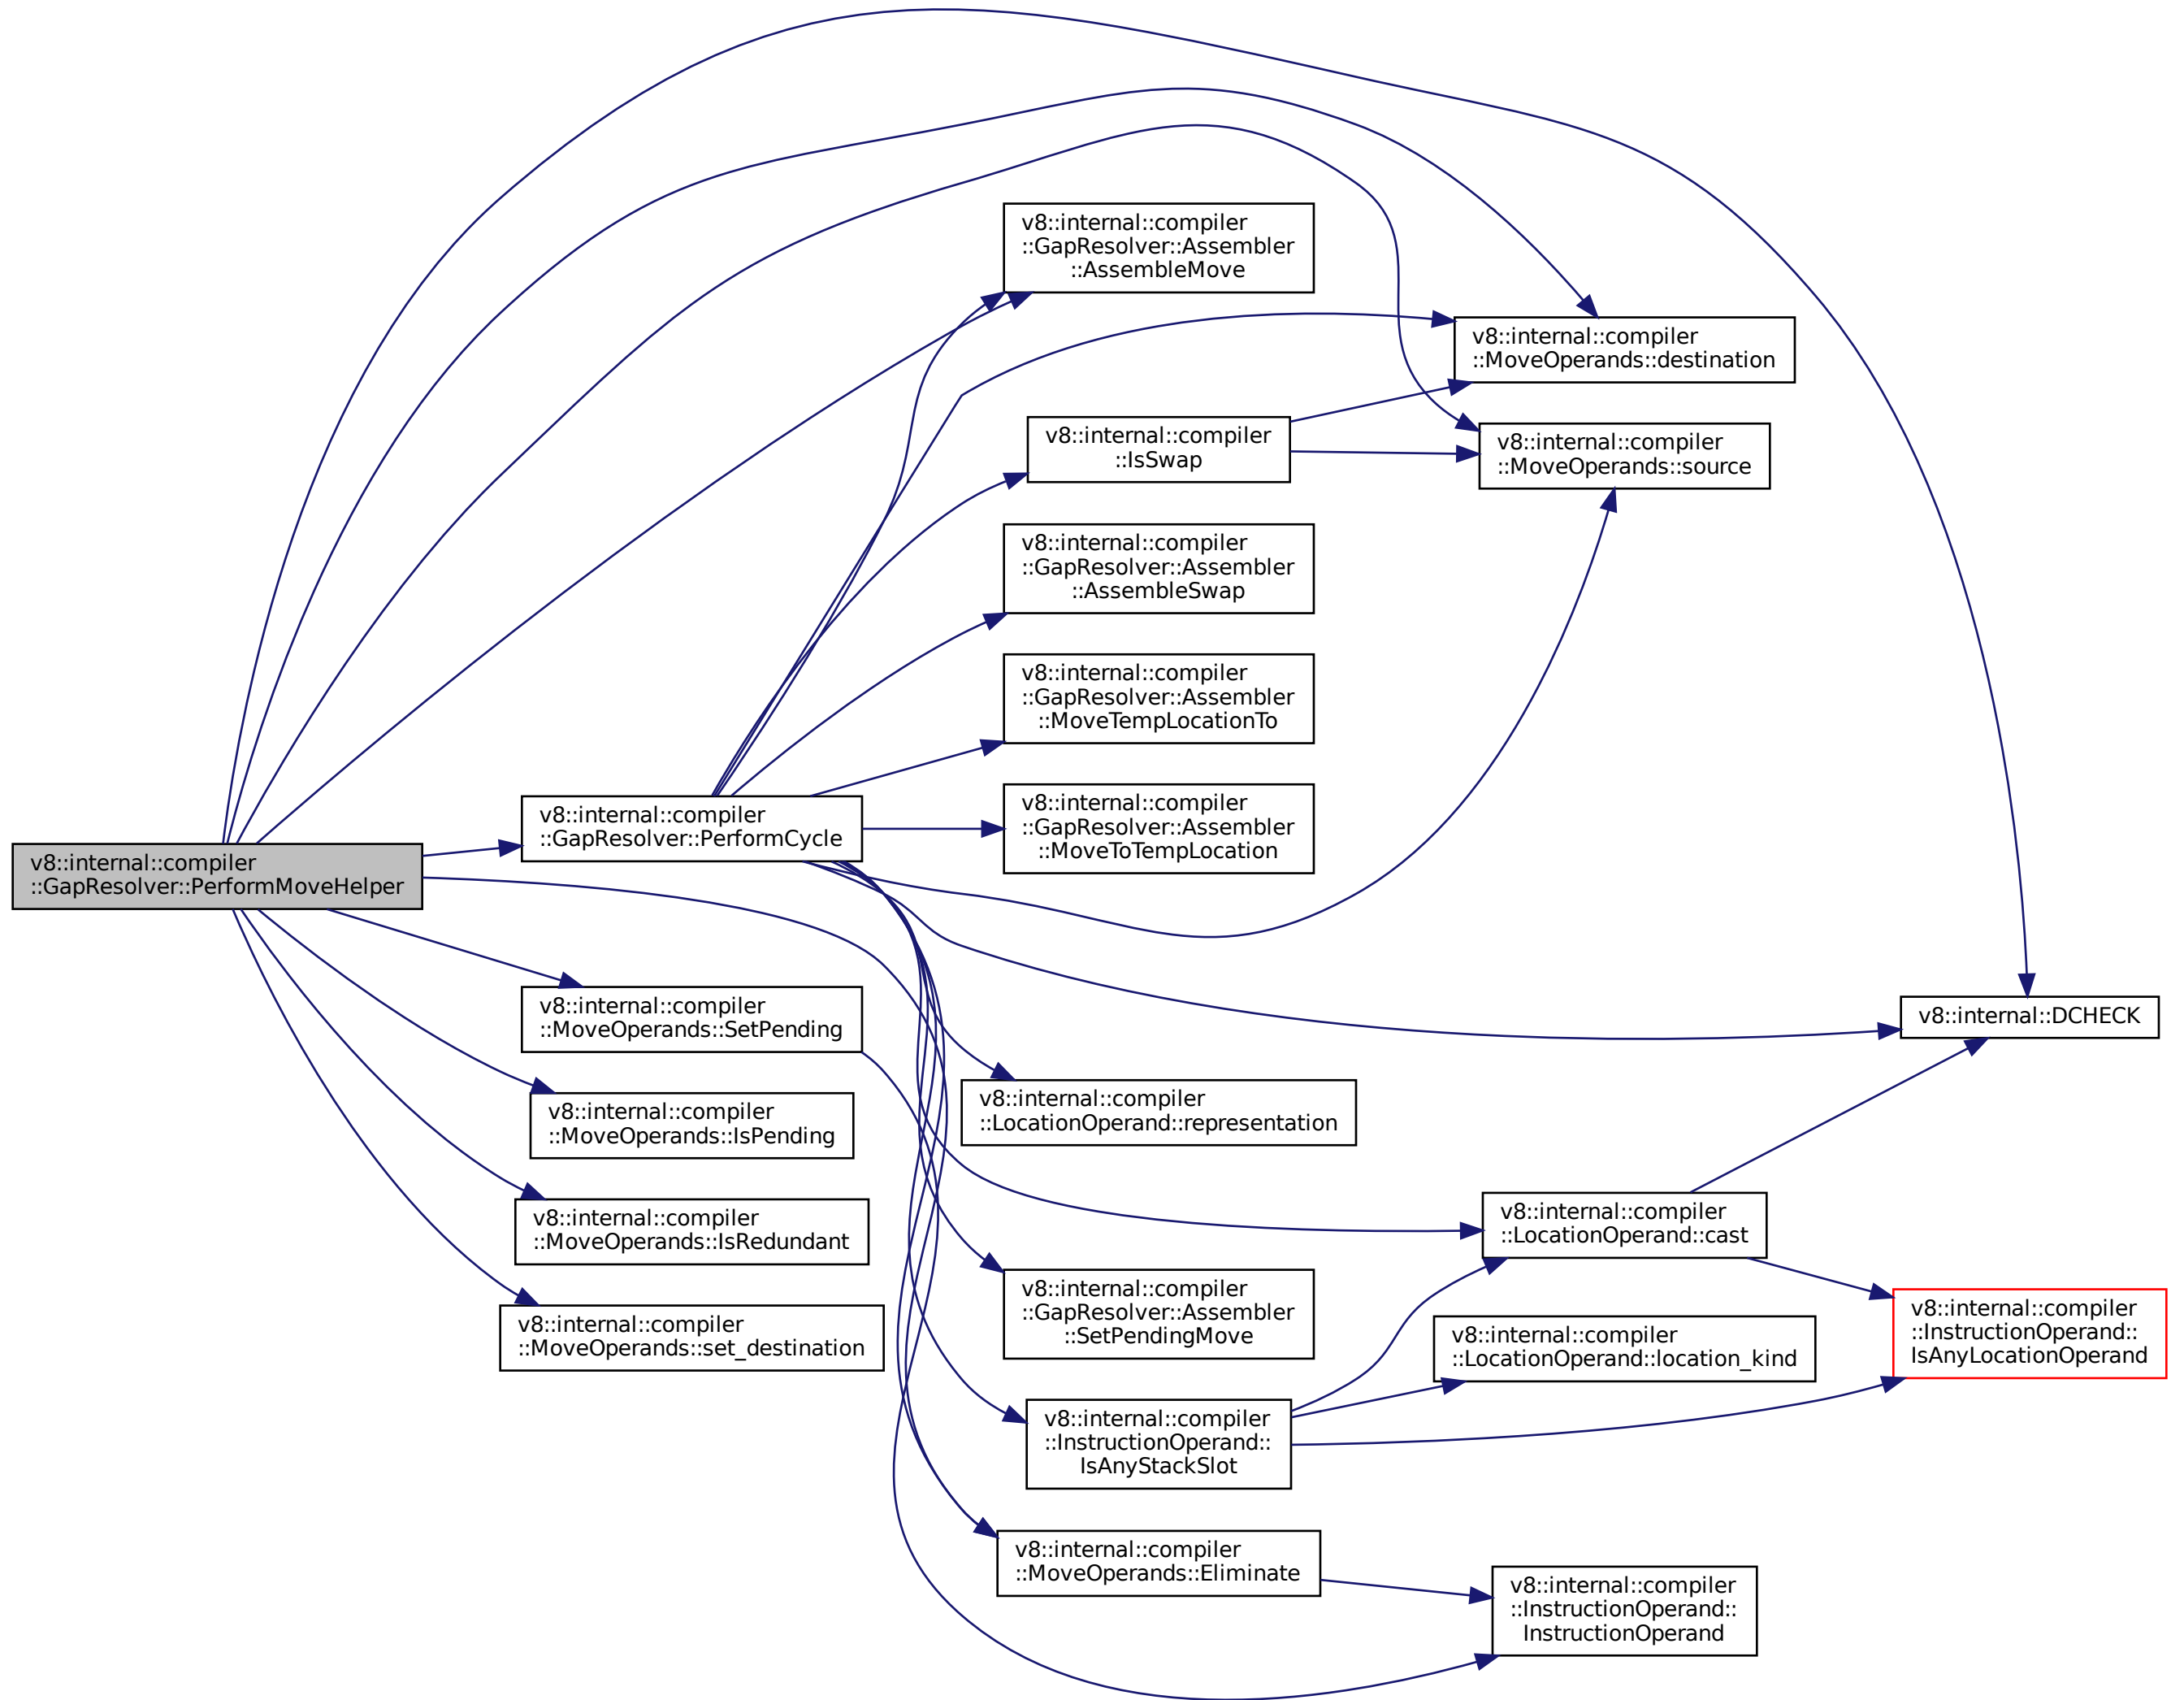 v8::internal::compiler
::GapResolver::Assembler
::AssembleMove
v8::internal::compiler
::MoveOperands::destination
v8::internal::compiler
::IsSwap
v8::internal::compiler
::MoveOperands::source
v8::internal::compiler
::GapResolver::Assembler
::AssembleSwap
v8::internal::compiler
::GapResolver::Assembler
::MoveTempLocationTo
v8::internal::compiler
::GapResolver::PerformCycle
v8::internal::compiler
::GapResolver::Assembler
::MoveToTempLocation
v8::internal::compiler
::GapResolver::PerformMoveHelper
v8::internal::compiler
::MoveOperands::SetPending
v8::internal::DCHECK
v8::internal::compiler
::MoveOperands::IsPending
v8::internal::compiler
::LocationOperand::representation
v8::internal::compiler
::MoveOperands::IsRedundant
v8::internal::compiler
::LocationOperand::cast
v8::internal::compiler
::GapResolver::Assembler
::SetPendingMove
v8::internal::compiler
::InstructionOperand::
IsAnyLocationOperand
v8::internal::compiler
::MoveOperands::set_destination
v8::internal::compiler
::LocationOperand::location_kind
v8::internal::compiler
::InstructionOperand::
IsAnyStackSlot
v8::internal::compiler
::MoveOperands::Eliminate
v8::internal::compiler
::InstructionOperand::
InstructionOperand